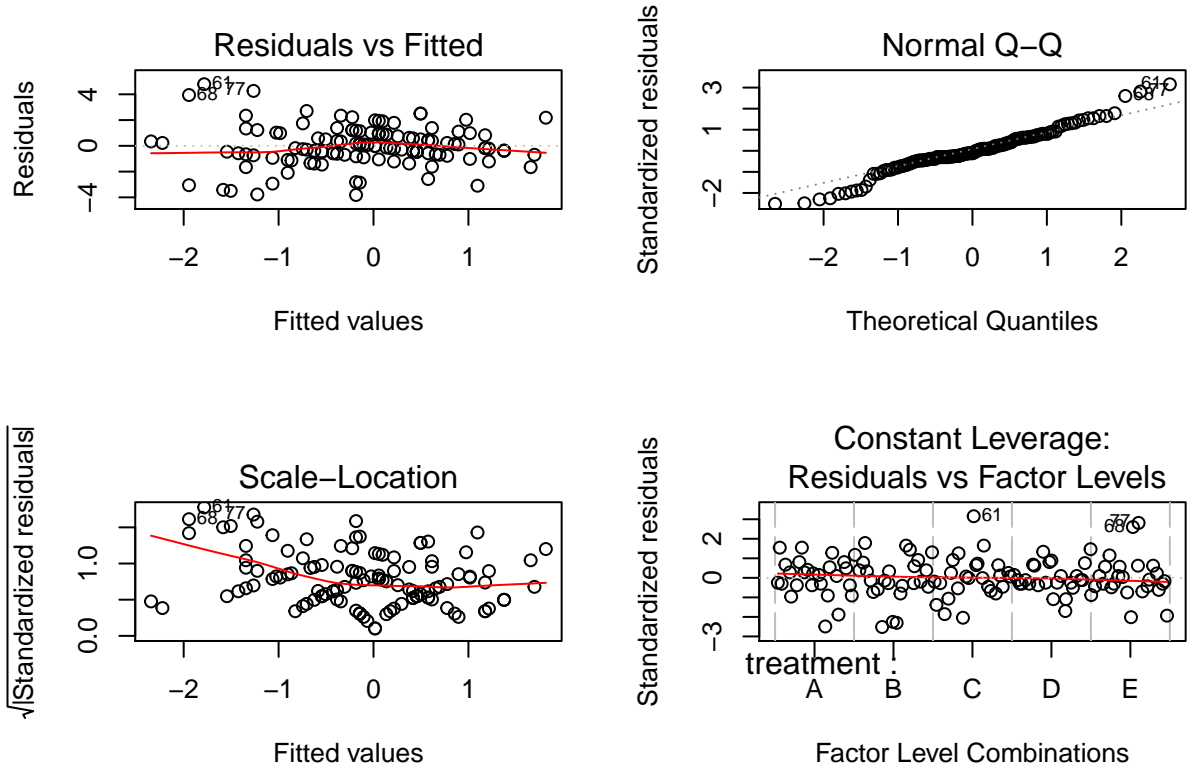 Residuals vs Fitted
Residuals
4
0
−4
61
77
68
−2 −1 0 1
Fitted values
Normal Q−Q
Standardized residuals
3
1
−2
61
68
−2 −1 0 1 2
Theoretical Quantiles
Scale−Location
√|Standardized residuals|
1.0
0.0
61
77
68
−2 −1 0 1
Fitted values
Constant Leverage:
Residuals vs Factor Levels
Standardized residuals
2
0
−3
61
77
68
treatment :
A B C D E
Factor Level Combinations